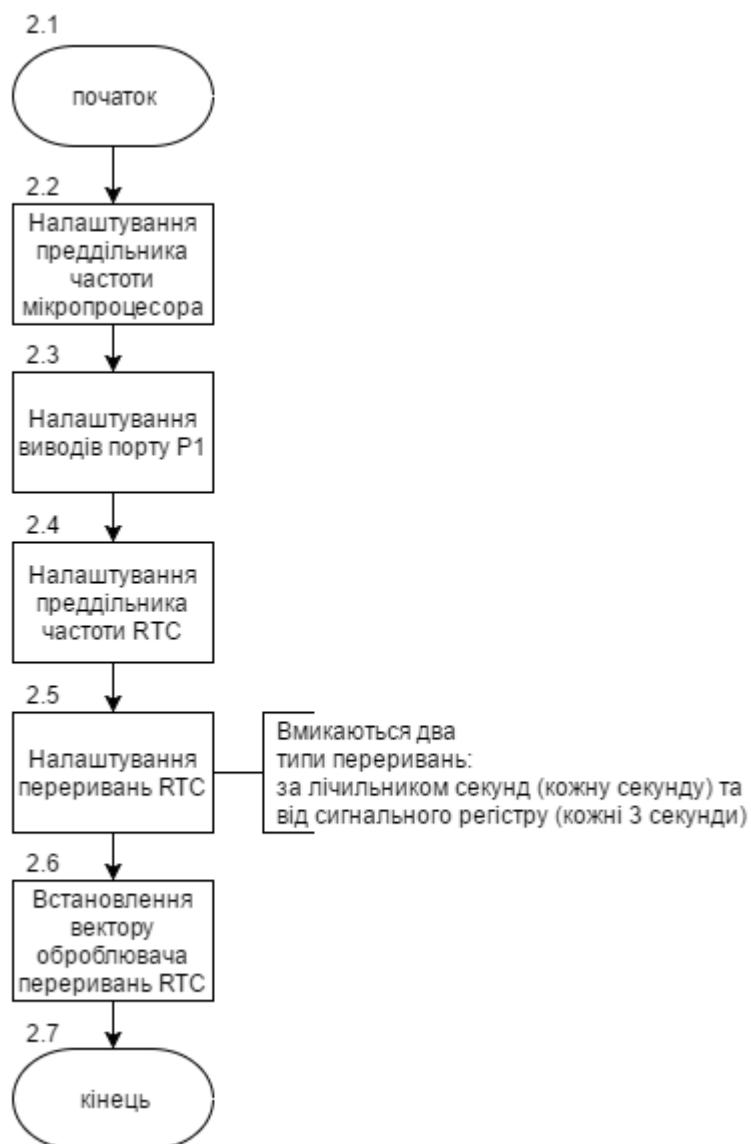 2.1
початок
2.2
Налаштування
преддільника
частоти
мікропроцесора
2.3
Налаштування
виводів порту P1
2.4
Налаштування
преддільника
частоти RTC
2.5
Налаштування
переривань RTC
Вмикаються два
типи переривань:
за лічильником секунд (кожну секунду) та
від сигнального регістру (кожні 3 секунди)
2.6
Встановлення
вектору
оброблювача
переривань RTC
2.7
кінець